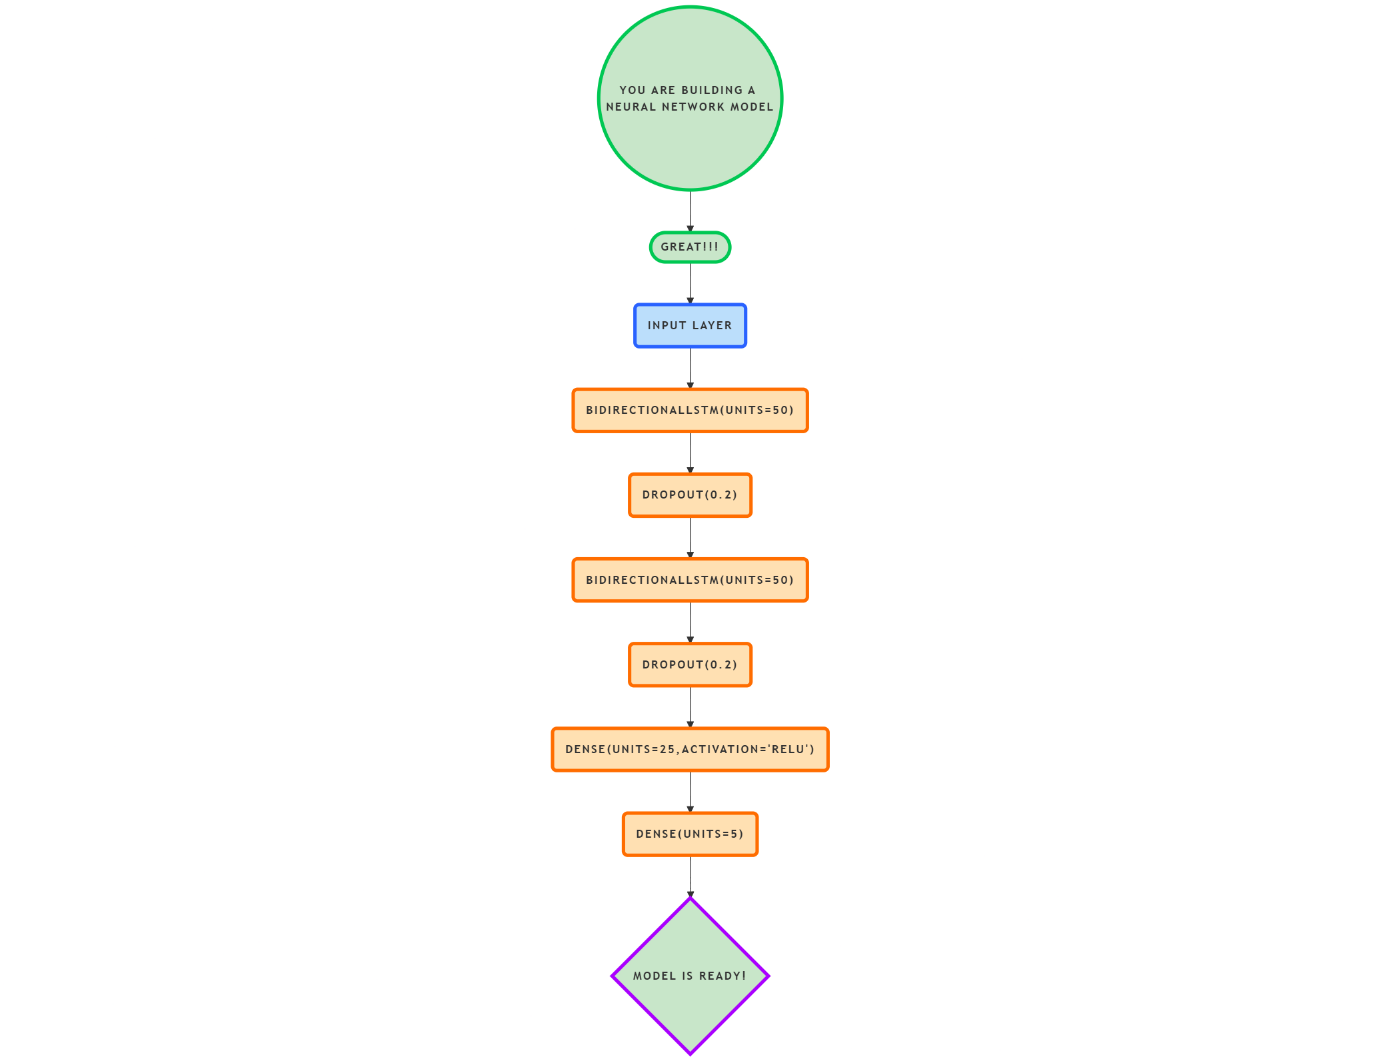 YOU ARE BUILDING A
NEURAL NETWORK MODEL
GREAT!!!
INPUT LAYER
BIDIRECTIONALLSTM(UNITS=50)
DROPOUT(0.2)
BIDIRECTIONALLSTM(UNITS=50)
DROPOUT(0.2)
DENSE(UNITS=25,ACTIVATION='RELU')
DENSE(UNITS=5)
MODEL IS READY!